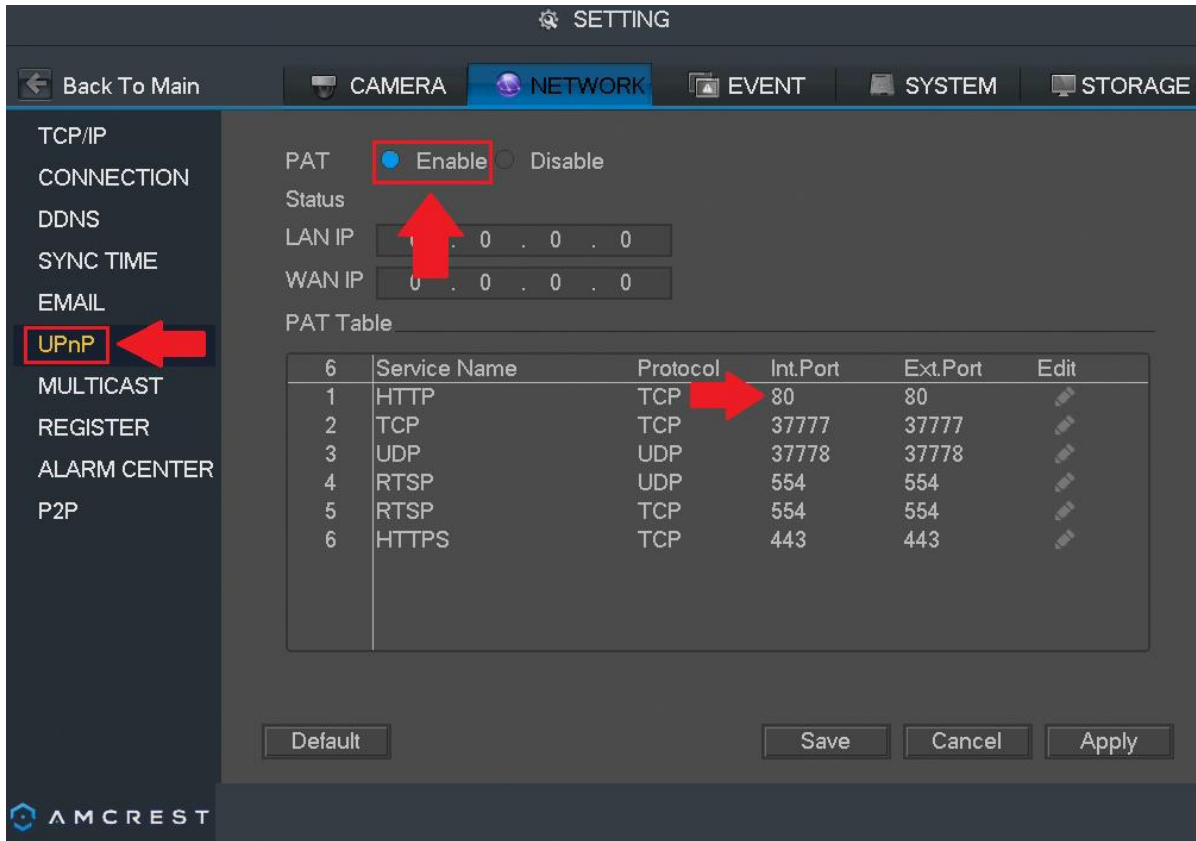 SETTING
Back To Main CAMERA NETWORK EVENT SYSTEM STORAGE
TCP/IP
CONNECTION
DDNS
SYNC TIME
EMAIL
UPnP
MULTICAST
REGISTER
ALARM CENTER
P2P
PAT Enable Disable
Status
LAN IP . 0 . 0 . 0
WAN IP 0 . 0 . 0 . 0
PAT Table
6 Service Name Protocol Int.Port Ext.Port Edit
1 HTTP TCP 80 80
2 TCP TCP 37777 37777
3 UDP UDP 37778 37778
4 RTSP UDP 554 554
5 RTSP TCP 554 554
6 HTTPS TCP 443 443
Default Save Cancel Apply
AMCREST